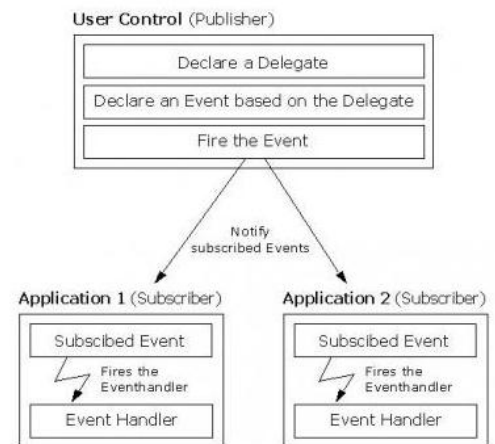 User Control (Publisher)
Declare a Delegate
Declare an Event based on the Delegate
Fire the Event
Notify
subscribed Events
Application 1 (Subscriber)
Subscibed Event
Fires the
Eventhandler
Event Handler
Application 2 (Subscriber)
Subscibed Event
Fires the
Eventhandler
Event Handler